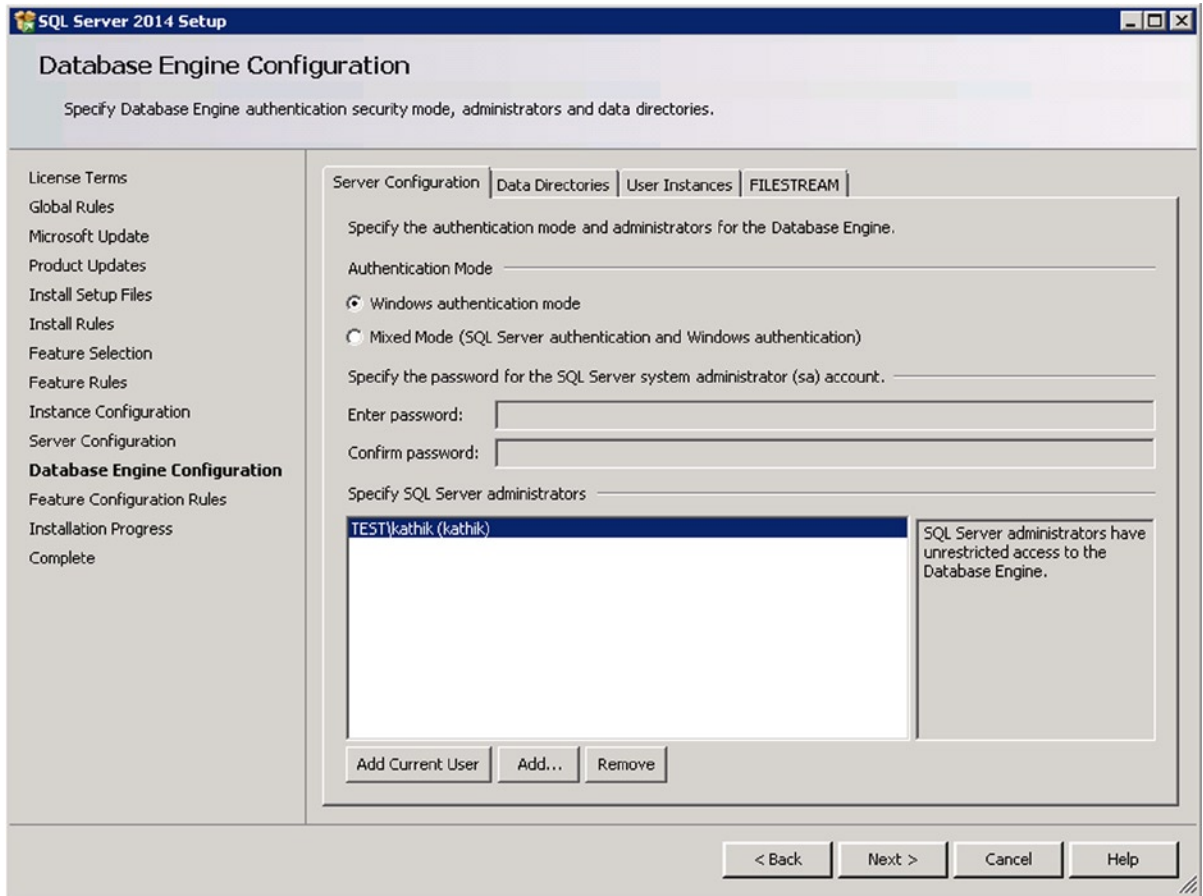 SQL Server 2014 Setup
Database Engine Configuration
Specify Database Engine authentication security mode, administrators and data directories.
License Terms
Global Rules
Microsoft Update
Product Updates
Install Setup Files
Install Rules
Feature Selection
Feature Rules
Instance Configuration
Server Configuration
Database Engine Configuration
Feature Configuration Rules
Installation Progress
Complete
Server Configuration
Data Directories
User Instances
FILESTREAM
Specify the authentication mode and administrators for the Database Engine.
Authentication Mode
Windows authentication mode
Mixed Mode (SQL Server authentication and Windows authentication)
Specify the password for the SQL Server system administrator (sa) account.
Enter password:
Confirm password:
Specify SQL Server administrators
TEST\kathik (kathik)
SQL Server administrators have
unrestricted access to the
Database Engine.
Add Current User
Add...
Remove
< Back
Next >
Cancel
Help